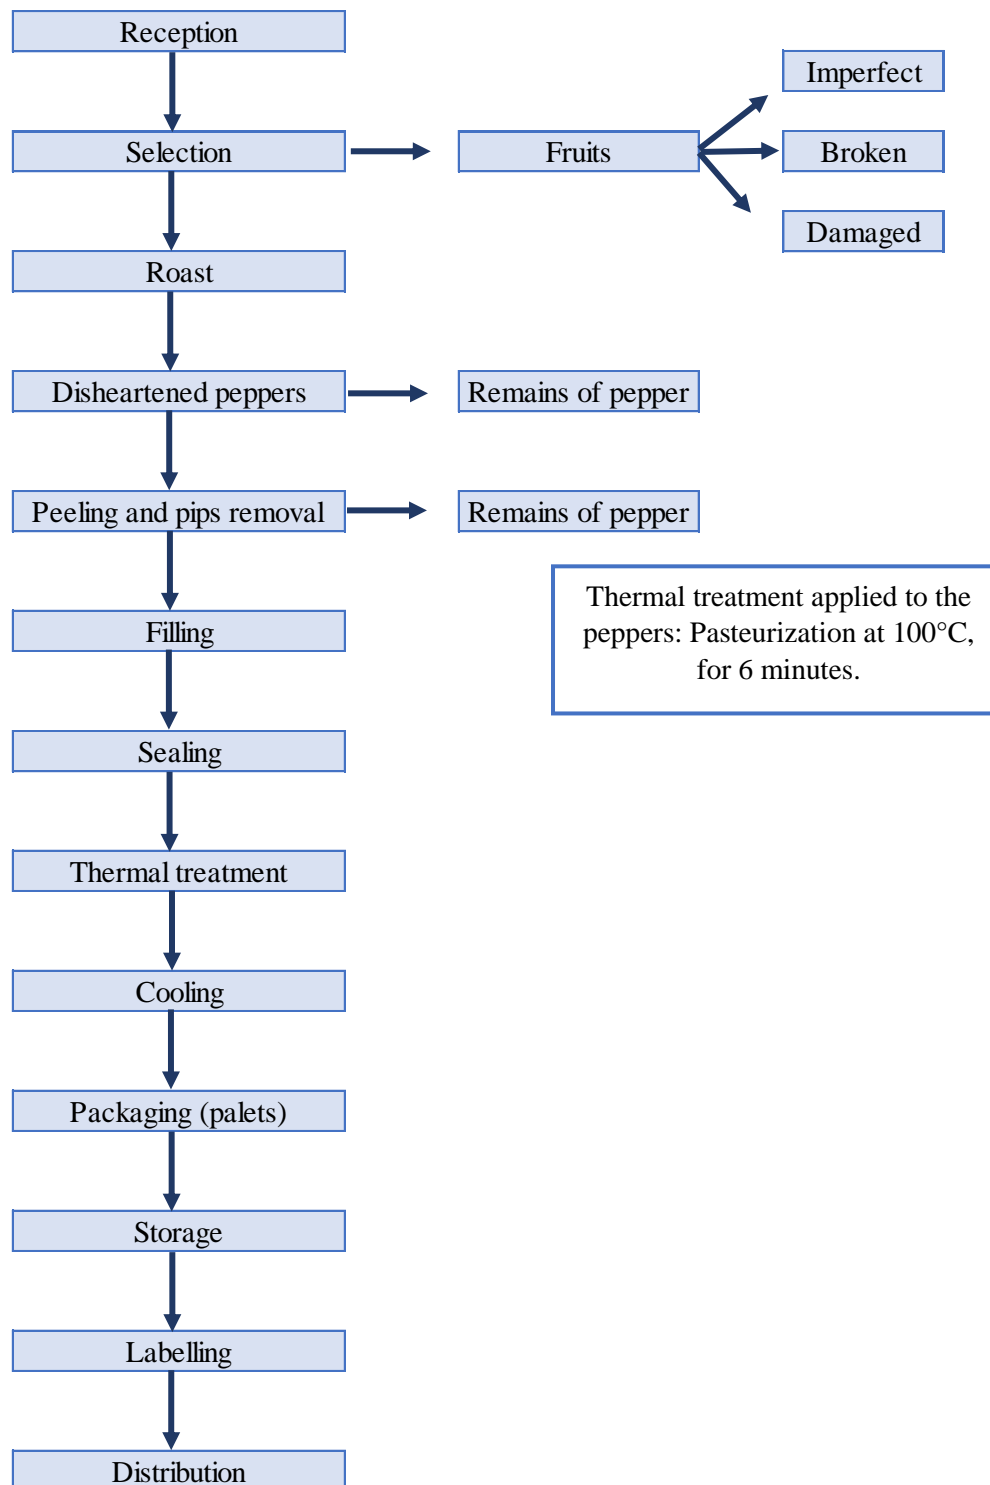 Reception
Imperfect
Selection
Fruits
Broken
Damaged
Roast
Disheartened peppers
Remains of pepper
Peeling and pips removal
Remains of pepper
Thermal treatment applied to the
peppers: Pasteurization at 100°C,
for 6 minutes.
Filling
Sealing
Thermal treatment
Cooling
Packaging (palets)
Storage
Labelling
Distribution